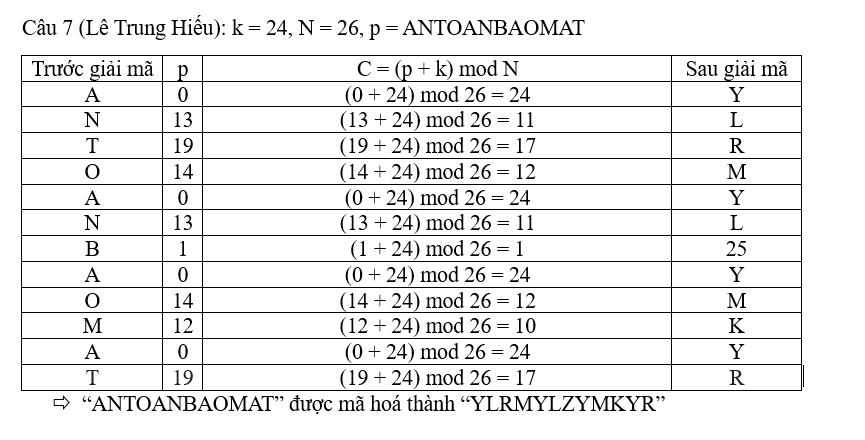 Câu 7 (Lê Trung Hiếu): k = 24, N = 26, p = ANTOANBAOMAT
Trước giải mã p C = (p + k) mod N Sau giải mã
A 0 (0 + 24) mod 26 = 24 Y
N 13 (13 + 24) mod 26 = 11 L
T 19 (19 + 24) mod 26 = 17 R
O 14 (14 + 24) mod 26 = 12 M
A 0 (0 + 24) mod 26 = 24 Y
N 13 (13 + 24) mod 26 = 11 L
B 1 (1 + 24) mod 26 = 1 25
A 0 (0 + 24) mod 26 = 24 Y
O 14 (14 + 24) mod 26 = 12 M
M 12 (12 + 24) mod 26 = 10 K
A 0 (0 + 24) mod 26 = 24 Y
T 19 (19 + 24) mod 26 = 17 R
⇨ “ANTOANBAOMAT” được mã hoá thành “YLRMYLZYMKYR”